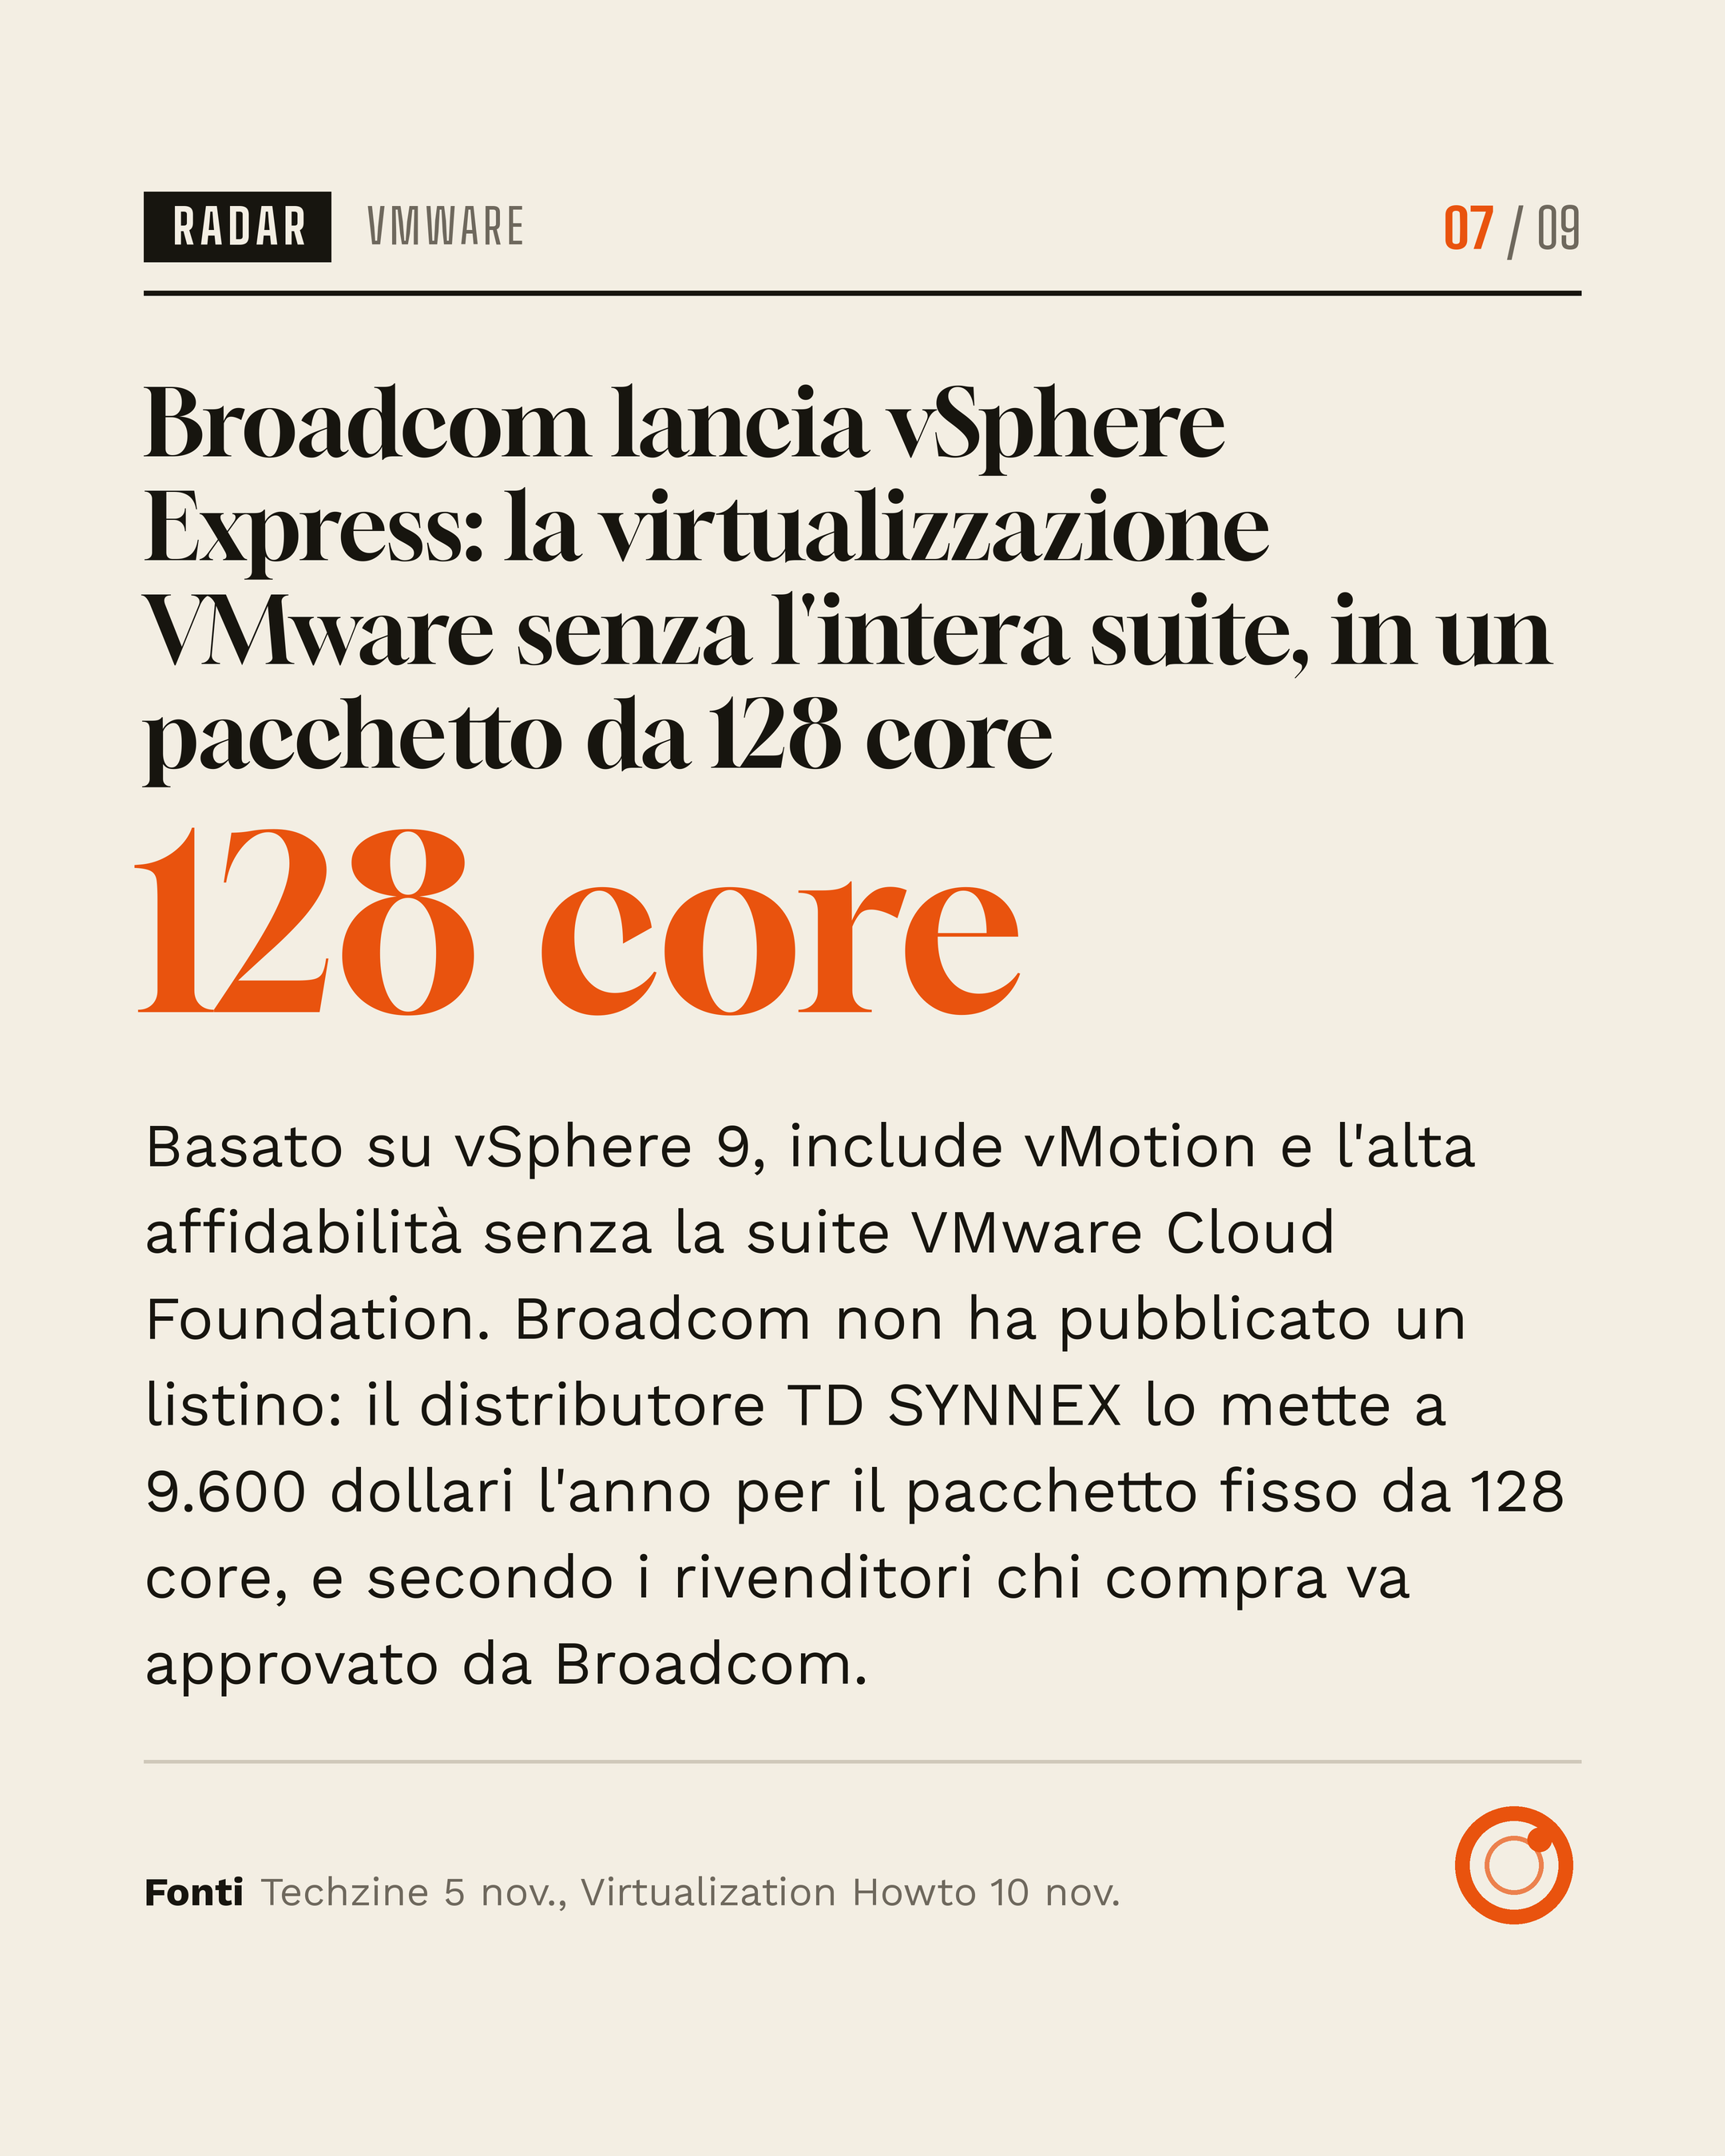 RADAR VMWARE 07 / 09
Broadcom lancia vSphere
Express: la virtualizzazione
VMware senza l'intera suite, in un
pacchetto da 128 core
128 core
Basato su vSphere 9, include vMotion e l'alta
affidabilità senza la suite VMware Cloud
Foundation. Broadcom non ha pubblicato un
listino: il distributore TD SYNNEX lo mette a
9.600 dollari l'anno per il pacchetto fisso da 128
core, e secondo i rivenditori chi compra va
approvato da Broadcom.
Fonti Techzine 5 nov., Virtualization Howto 10 nov.